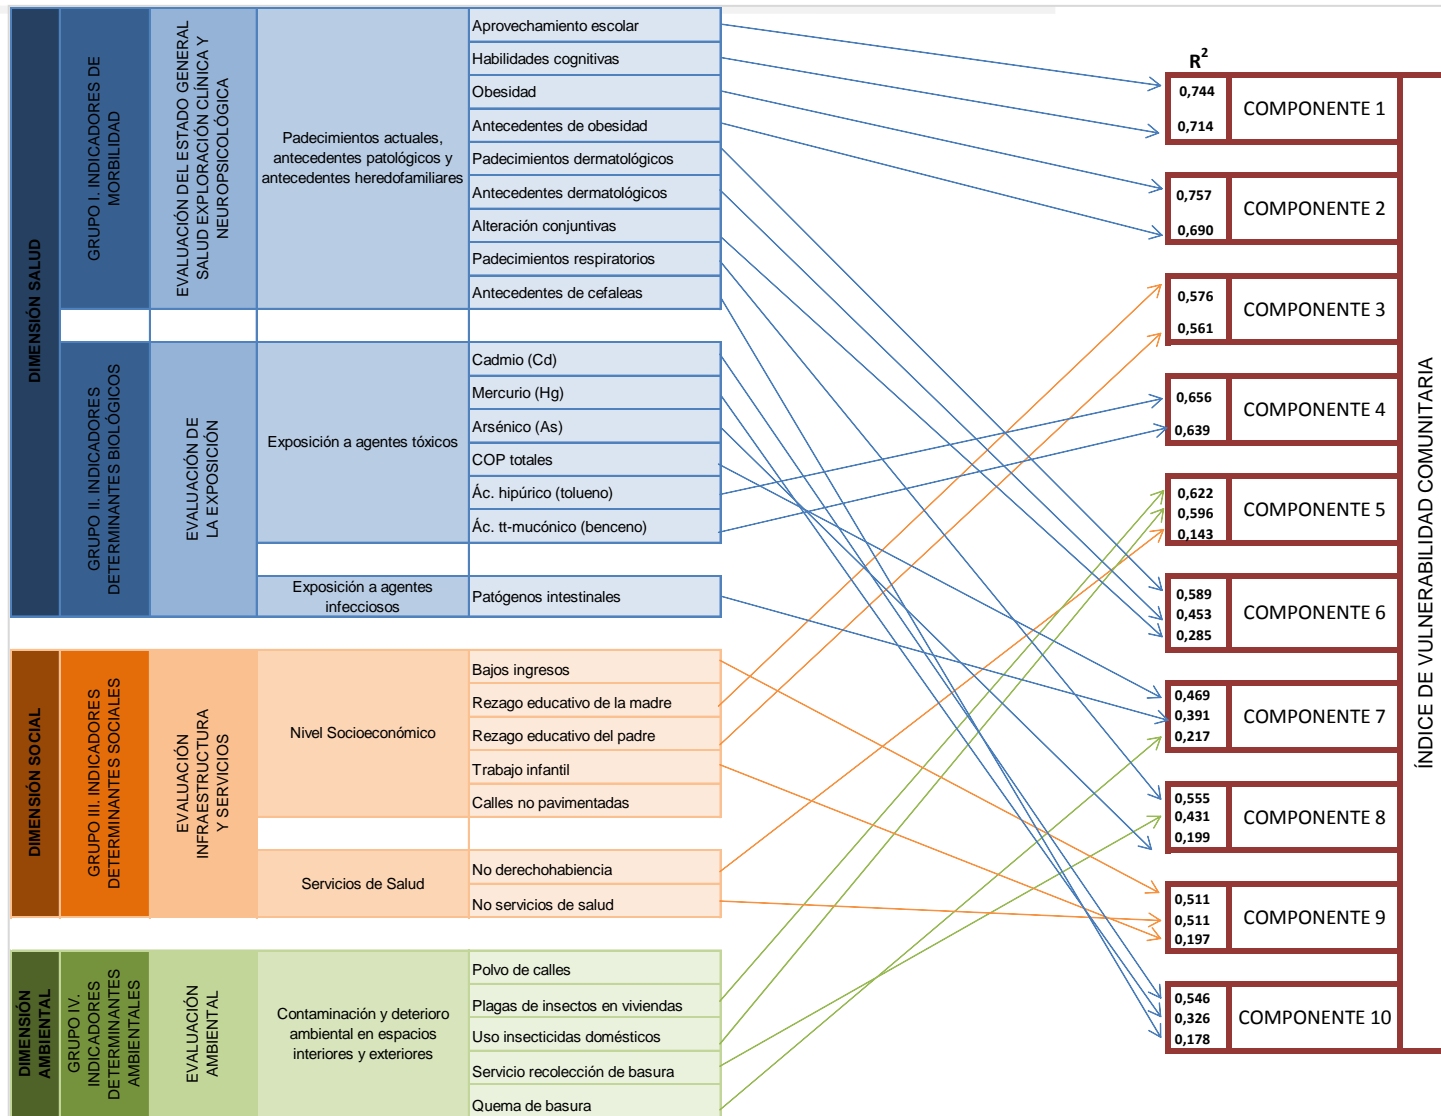 DIMENSIÓN SALUD
GRUPO I. INDICADORES DE
MORBILIDAD
EVALUACIÓN DEL ESTADO GENERAL
SALUD EXPLORACIÓN CLÍNICA Y
NEUROPSICOLÓGICA
Padecimientos actuales,
antecedentes patológicos y
antecedentes heredofamiliares
Aprovechamiento escolar
Habilidades cognitivas
Obesidad
Antecedentes de obesidad
Padecimientos dermatológicos
Antecedentes dermatológicos
Alteración conjuntivas
Padecimientos respiratorios
Antecedentes de cefaleas
GRUPO II. INDICADORES
DETERMINANTES BIOLÓGICOS
EVALUACIÓN DE
LA EXPOSICIÓN
Exposición a agentes tóxicos
Cadmio (Cd)
Mercurio (Hg)
Arsénico (As)
COP totales
Ác. hipúrico (tolueno)
Ác. tt-mucónico (benceno)
Exposición a agentes
infecciosos
Patógenos intestinales
DIMENSIÓN SOCIAL
GRUPO III. INDICADORES
DETERMINANTES SOCIALES
EVALUACIÓN
INFRAESTRUCTURA
Y SERVICIOS
Nivel Socioeconómico
Bajos ingresos
Rezago educativo de la madre
Rezago educativo del padre
Trabajo infantil
Calles no pavimentadas
Servicios de Salud
No derechohabiencia
No servicios de salud
DIMENSIÓN
AMBIENTAL
GRUPO IV.
INDICADORES
DETERMINANTES
AMBIENTALES
EVALUACIÓN
AMBIENTAL
Contaminación y deterioro
ambiental en espacios
interiores y exteriores
Polvo de calles
Plagas de insectos en viviendas
Uso insecticidas domésticos
Servicio recolección de basura
Quema de basura
R²
0,744
0,714
COMPONENTE 1
0,757
0,690
COMPONENTE 2
0,576
0,561
COMPONENTE 3
0,656
0,639
COMPONENTE 4
0,622
0,596
0,143
COMPONENTE 5
0,589
0,453
0,285
COMPONENTE 6
0,469
0,391
0,217
COMPONENTE 7
0,555
0,431
0,199
COMPONENTE 8
0,511
0,511
0,197
COMPONENTE 9
0,546
0,326
0,178
COMPONENTE 10
ÍNDICE DE VULNERABILIDAD COMUNITARIA